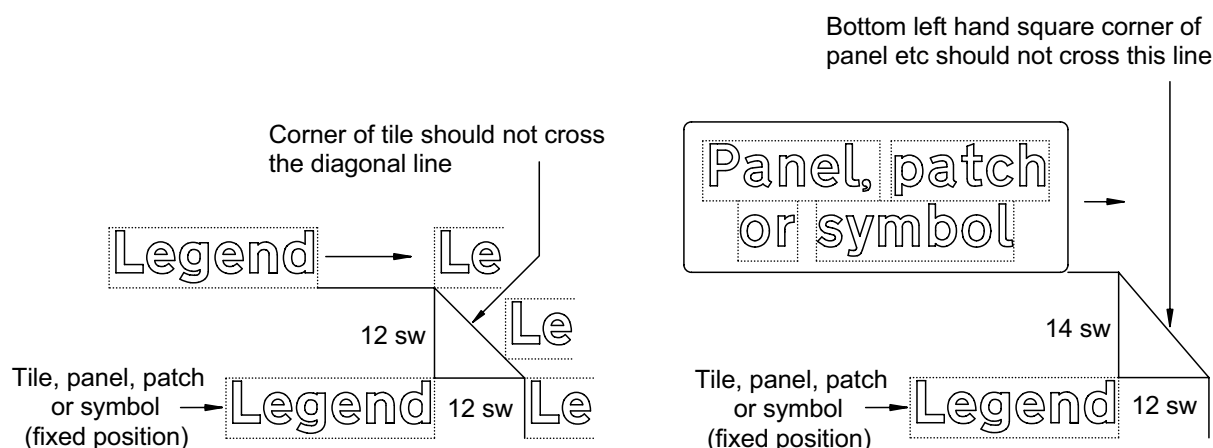 Bottom left hand square corner of
panel etc should not cross this line
Corner of tile should not cross
the diagonal line
Legend
Le
12 sw
Le
Tile, panel, patch
or symbol
(fixed position)
Legend
12 sw
Le
Panel, patch
or symbol
14 sw
Tile, panel, patch
or symbol
(fixed position)
Legend
12 sw